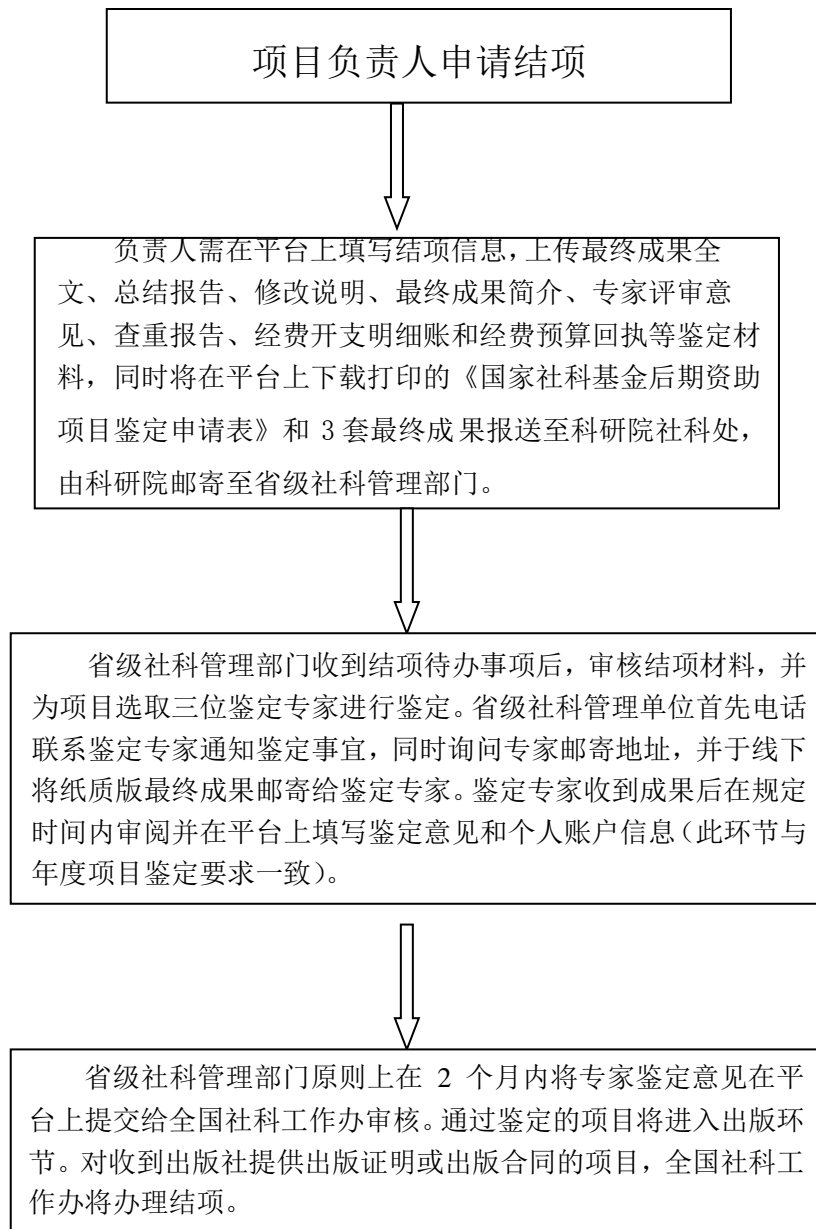 项目负责人申请结项
负责人需在平台上填写结项信息，上传最终成果全
文、总结报告、修改说明、最终成果简介、专家评审意
见、查重报告、经费开支明细账和经费预算回执等鉴定材
料，同时将在平台上下载打印的《国家社科基金后期资助
项目鉴定申请表》和 3 套最终成果报送至科研院社科处，
由科研院邮寄至省级社科管理部门。
省级社科管理部门收到结项待办事项后，审核结项材料，并
为项目选取三位鉴定专家进行鉴定。省级社科管理单位首先电话
联系鉴定专家通知鉴定事宜，同时询问专家邮寄地址，并于线下
将纸质版最终成果邮寄给鉴定专家。鉴定专家收到成果后在规定
时间内审阅并在平台上填写鉴定意见和个人账户信息（此环节与
年度项目鉴定要求一致）。
省级社科管理部门原则上在 2 个月内将专家鉴定意见在平
台上提交给全国社科工作办审核。通过鉴定的项目将进入出版环
节。对收到出版社提供出版证明或出版合同的项目，全国社科工
作办将办理结项。